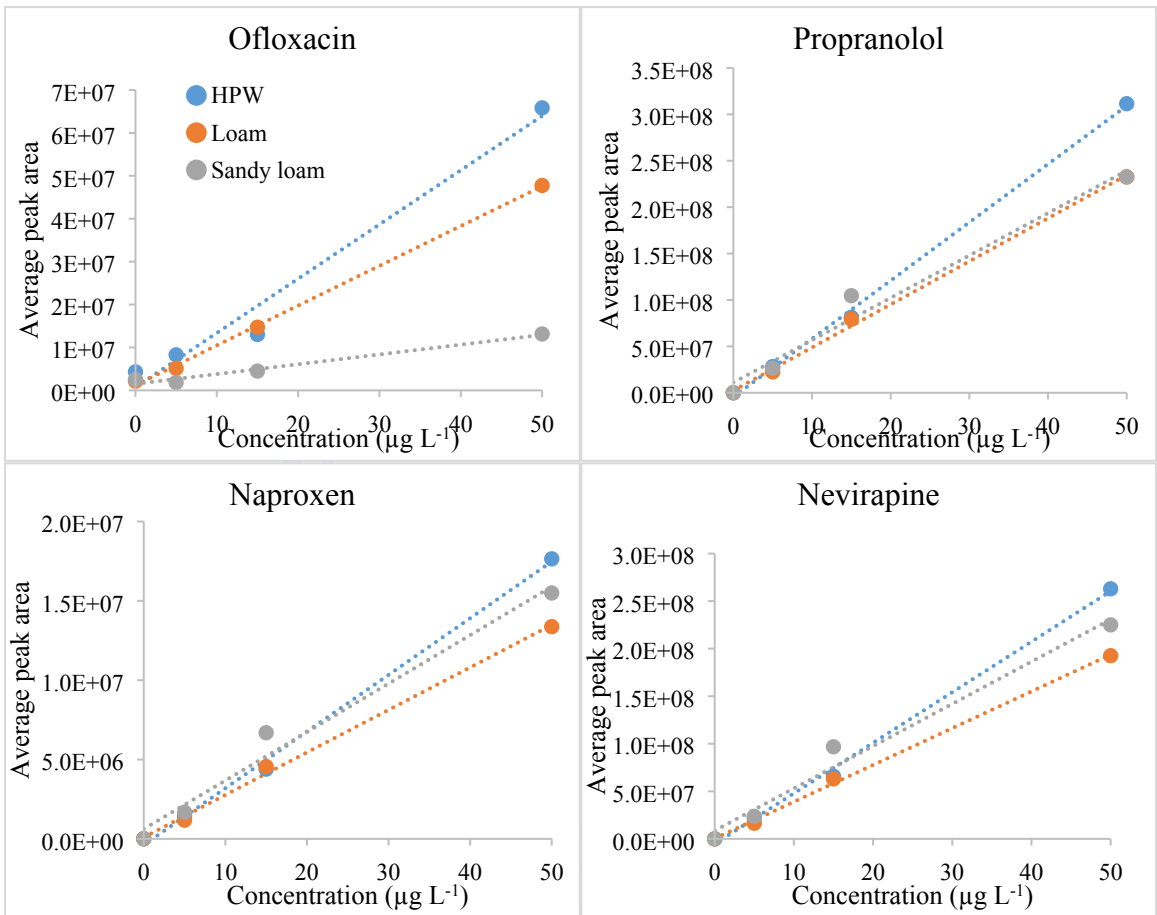 Ofloxacin
7E+07
6E+07
5E+07
4E+07
3E+07
2E+07
1E+07
0E+00
Average peak area
HPW
Loam
Sandy loam
0 10 20 30 40 50
Concentration (µg L-1)
Propranolol
3.5E+08
3.0E+08
2.5E+08
2.0E+08
1.5E+08
1.0E+08
5.0E+07
0.0E+00
Average peak area
0 10 20 30 40 50
Concentration (µg L-1)
Naproxen
2.0E+07
1.5E+07
1.0E+07
5.0E+06
0.0E+00
Average peak area
0 10 20 30 40 50
Concentration (µg L-1)
Nevirapine
3.0E+08
2.5E+08
2.0E+08
1.5E+08
1.0E+08
5.0E+07
0.0E+00
Average peak area
0 10 20 30 40 50
Concentration (µg L-1)